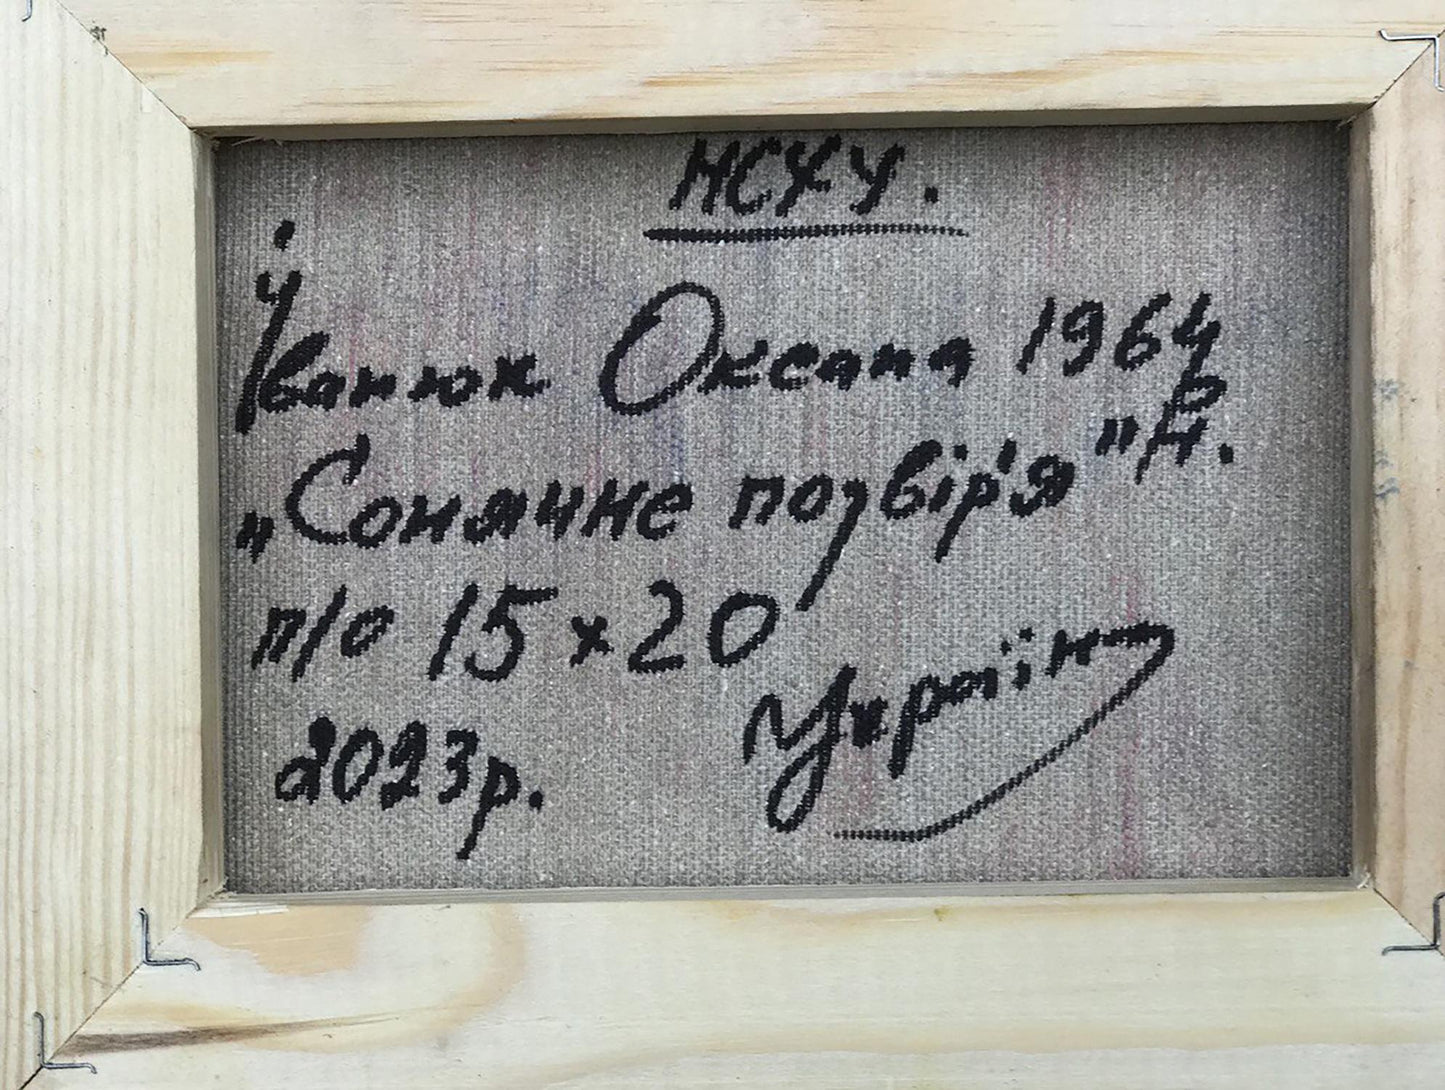 НСХУ.
Іванюк Оксана 1964
р/н.
„Сонячне подвір'я"
п/о 15×20
Україна
2023р.